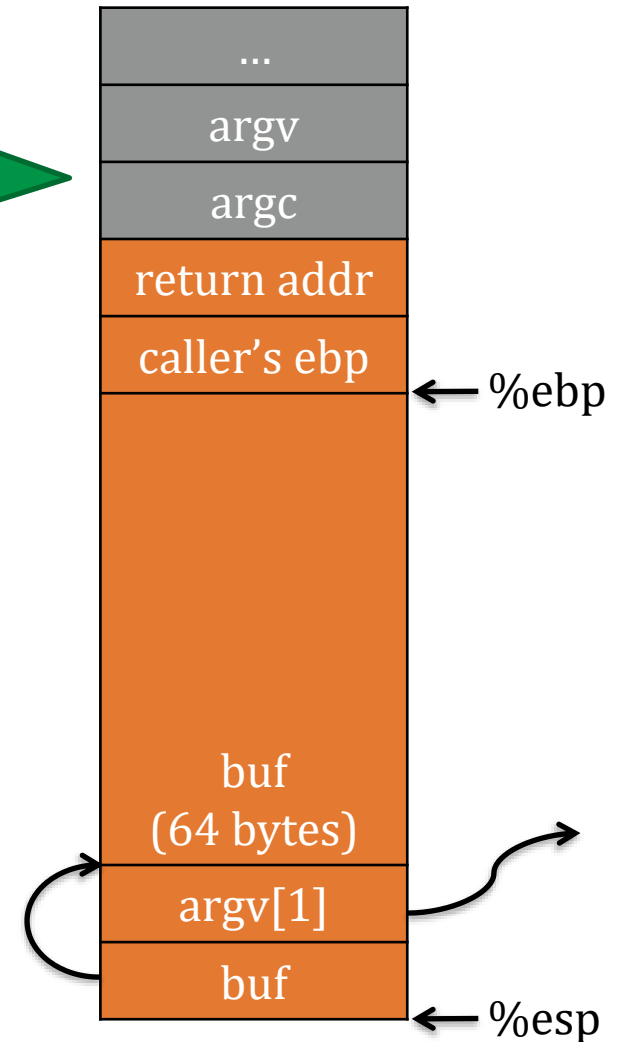 ...
argv
argc
return addr
caller’s ebp
%ebp
buf
(64 bytes)
argv[1]
buf
%esp